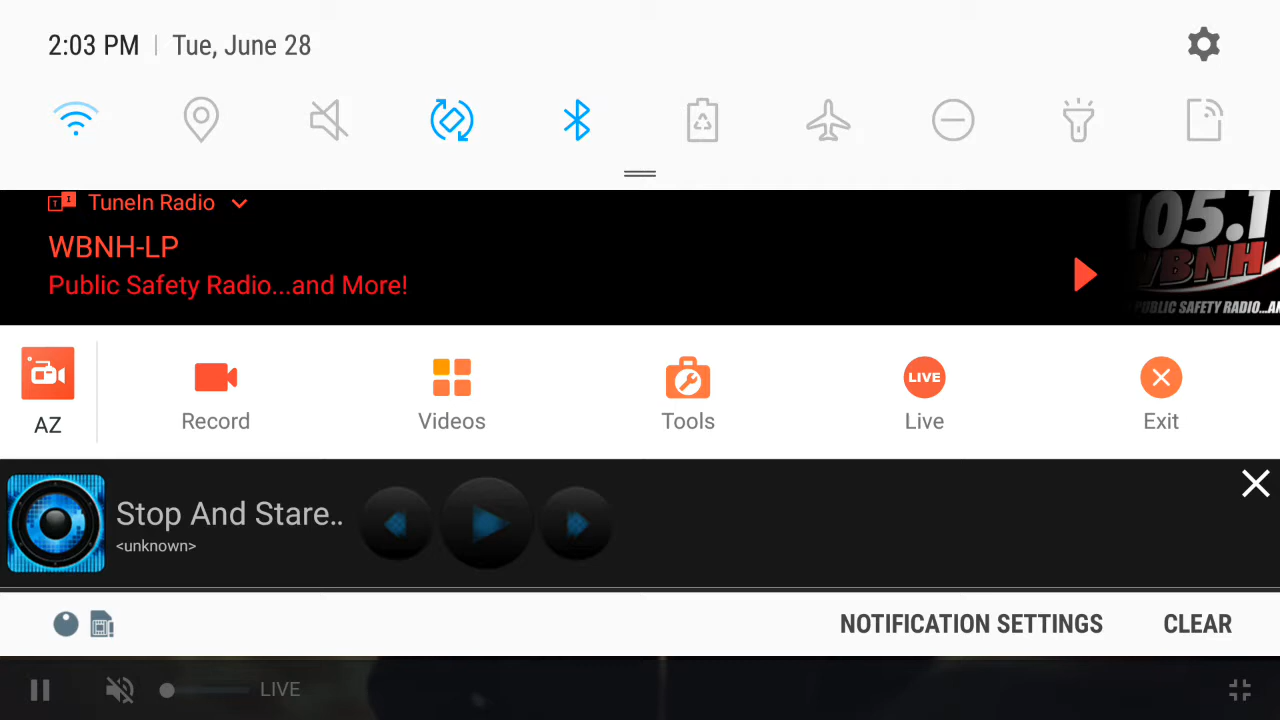 2:03 PM | Tue, June 28
TuneIn Radio
WBNH-LP
Public Safety Radio...and More!
105.1
WBNH
PUBLIC SAFETY RADIO...AN
AZ
Record
Videos
Tools
LIVE
Live
Exit
Stop And Stare..
<unknown>
NOTIFICATION SETTINGS
CLEAR
LIVE